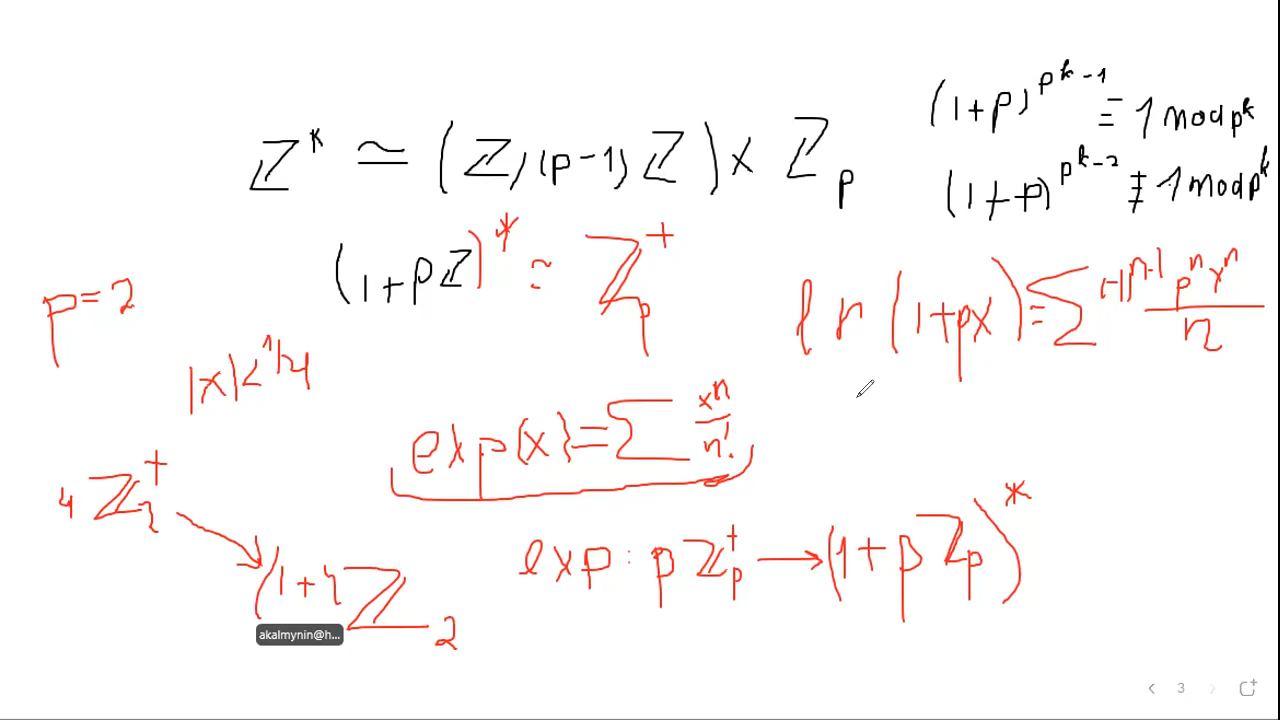 ℤ* ≃ (ℤ/(p-1)ℤ) × ℤ_p
(1+p)^{p^{k-1}} ≡ 1 mod p^k
(1+p)^{p^{k-2}} ≢ 1 mod p^k
(1+pℤ)* ≃ ℤ_p^+
ln(1+px) = Σ (-1)^{n-1} p^n x^n / n
p=2
|x|<1/4
exp(x)=Σ x^n/n!
4ℤ_2^+ → (1+4ℤ_2
exp: pℤ_p^+ → (1+pℤ_p)*
akalmynin@h...
3